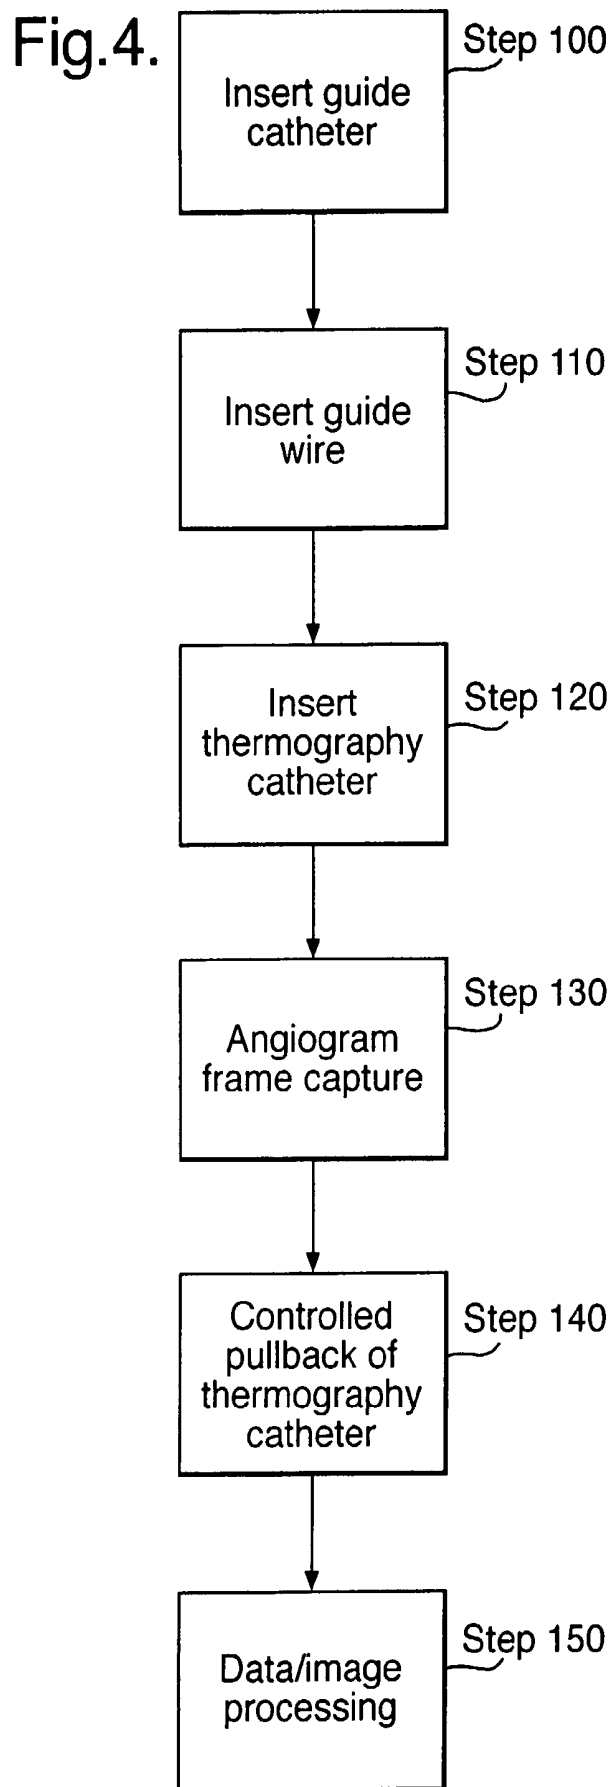 Fig.4.
Step 100
Insert guide
catheter
Step 110
Insert guide
wire
Step 120
Insert
thermography
catheter
Step 130
Angiogram
frame capture
Step 140
Controlled
pullback of
thermography
catheter
Step 150
Data/image
processing